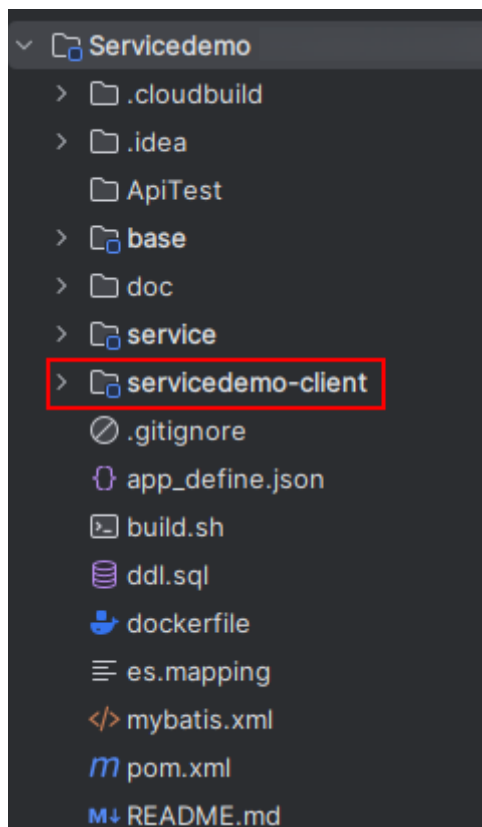 Servicedemo
.cloudbuild
.idea
ApiTest
base
doc
service
servicedemo-client
.gitignore
app_define.json
build.sh
ddl.sql
dockerfile
es.mapping
mybatis.xml
pom.xml
README.md